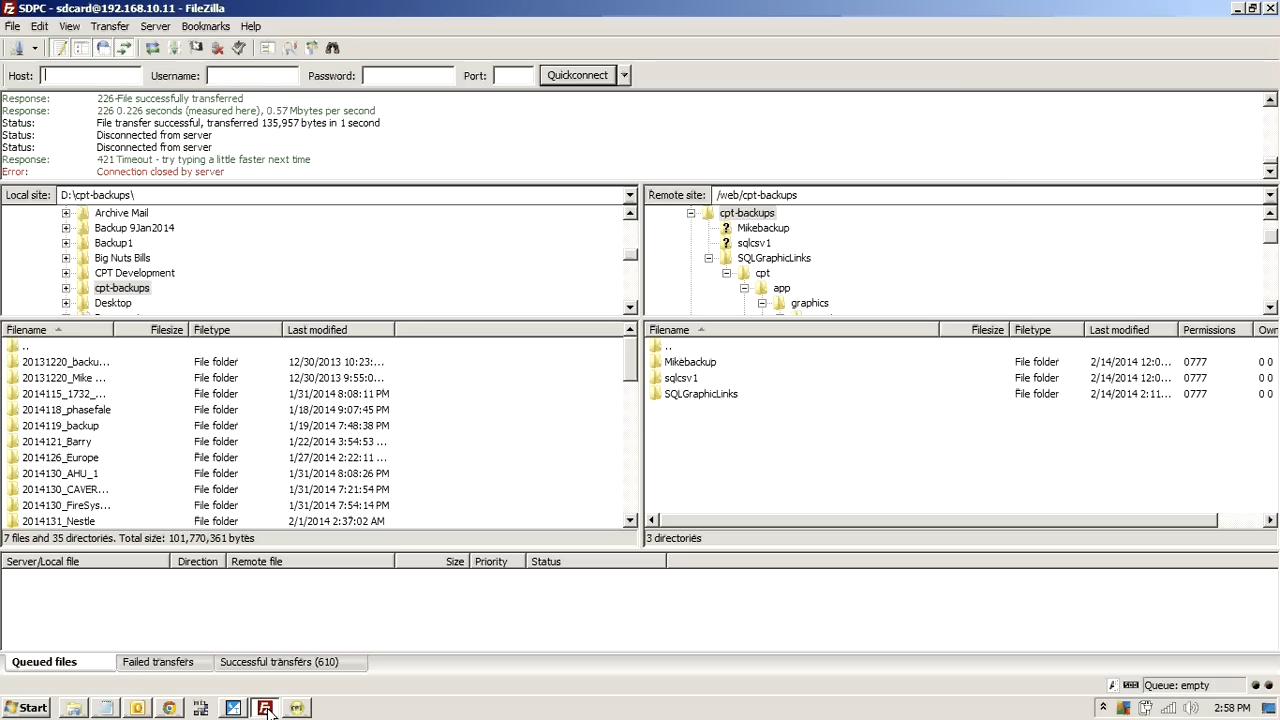 SDPC - sdcard@192.168.10.11 - FileZilla
File Edit View Transfer Server Bookmarks Help
Host: Username: Password: Port: Quickconnect
Response: 226-File successfully transferred
Response: 226 0.226 seconds (measured here), 0.57 Mbytes per second
Status: File transfer successful, transferred 135,957 bytes in 1 second
Status: Disconnected from server
Status: Disconnected from server
Response: 421 Timeout - try typing a little faster next time
Error: Connection closed by server
Local site: D:\cpt-backups\
Archive Mail
Backup 9Jan2014
Backup1
Big Nuts Bills
CPT Development
cpt-backups
Desktop
Filename Filesize Filetype Last modified
..
20131220_backu... File folder 12/30/2013 10:23:...
20131220_Mike ... File folder 12/30/2013 9:55:0...
2014115_1732_... File folder 1/31/2014 8:08:11 PM
2014118_phasefale File folder 1/18/2014 9:07:45 PM
2014119_backup File folder 1/19/2014 7:48:38 PM
2014121_Barry File folder 1/22/2014 3:54:53 ...
2014126_Europe File folder 1/27/2014 2:22:11 ...
2014130_AHU_1 File folder 1/31/2014 8:08:26 PM
2014130_CAVER... File folder 1/31/2014 7:21:54 PM
2014130_FireSys... File folder 1/31/2014 7:54:14 PM
2014131_Nestle File folder 2/1/2014 2:37:02 AM
7 files and 35 directories. Total size: 101,770,361 bytes
Remote site: /web/cpt-backups
cpt-backups
? Mikebackup
? sqlcsv1
SQLGraphicLinks
cpt
app
graphics
Filename Filesize Filetype Last modified Permissions Own
..
Mikebackup File folder 2/14/2014 12:0... 0777 0 0
sqlcsv1 File folder 2/14/2014 12:0... 0777 0 0
SQLGraphicLinks File folder 2/14/2014 2:11... 0777 0 0
3 directories
Server/Local file Direction Remote file Size Priority Status
Queued files Failed transfers Successful transfers (610)
Queue: empty
Start 2:58 PM